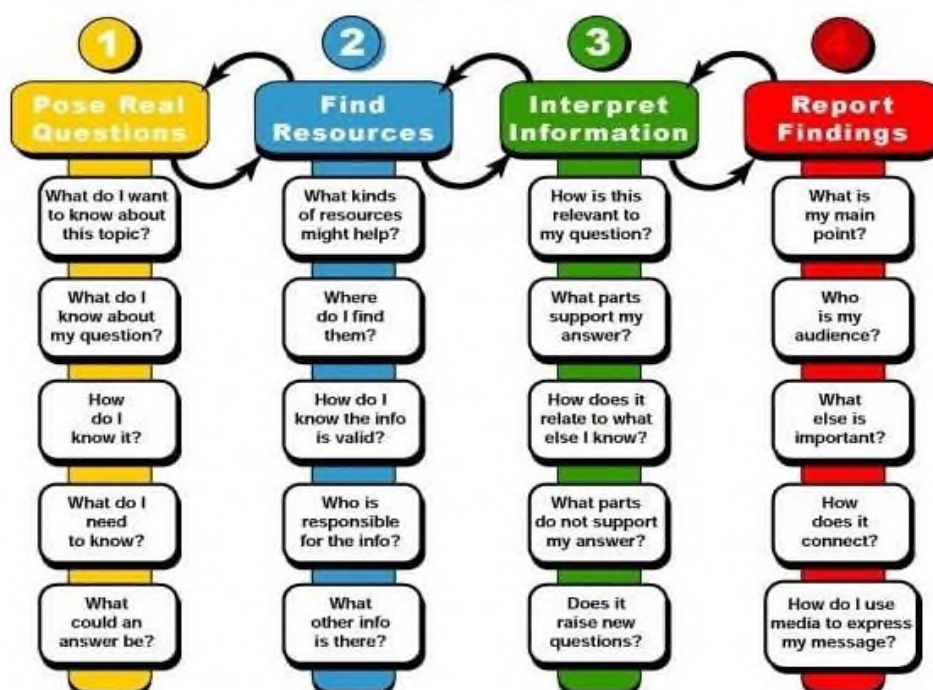 1
Pose Real
Questions
What do I want
to know about
this topic?
What do I
know about
my question?
How
do I
know it?
What do I
need
to know?
What
could an
answer be?
2
Find
Resources
What kinds
of resources
might help?
Where
do I find
them?
How do I
know the info
is valid?
Who is
responsible
for the info?
What
other info
is there?
3
Interpret
Information
How is this
relevant to
my question?
What parts
support my
answer?
How does it
relate to what
else I know?
What parts
do not support
my answer?
Does it
raise new
questions?
4
Report
Findings
What is
my main
point?
Who
is my
audience?
What
else is
important?
How
does it
connect?
How do I use
media to express
my message?